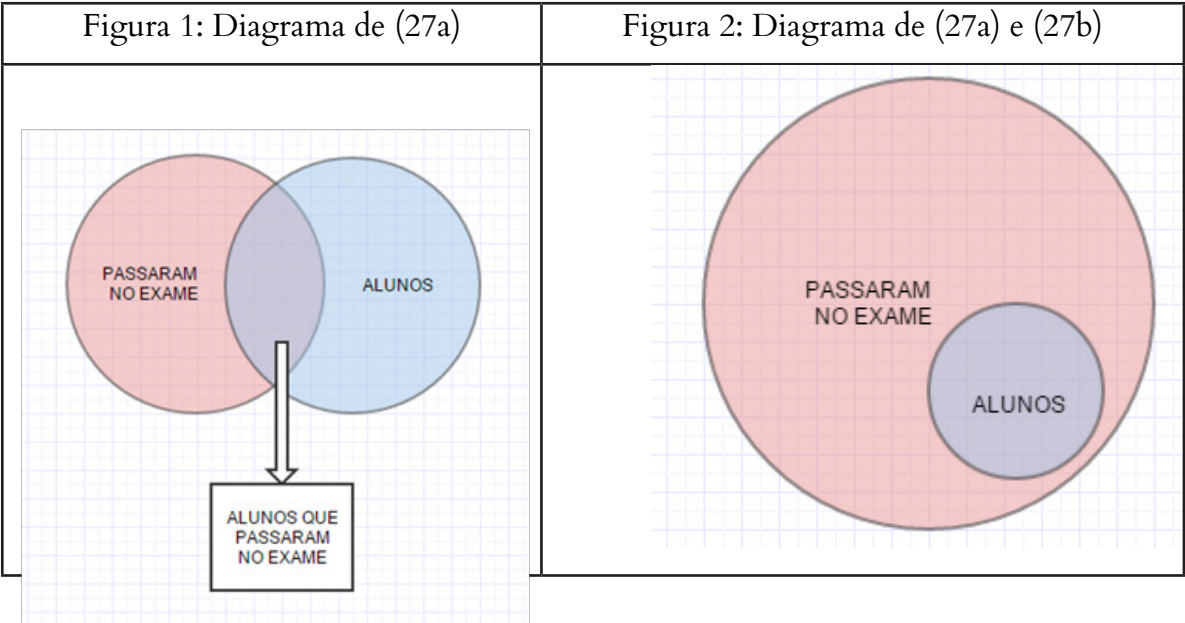 Figura 1: Diagrama de (27a)
Figura 2: Diagrama de (27a) e (27b)
PASSARAM
NO EXAME
ALUNOS
ALUNOS QUE
PASSARAM
NO EXAME
PASSARAM
NO EXAME
ALUNOS